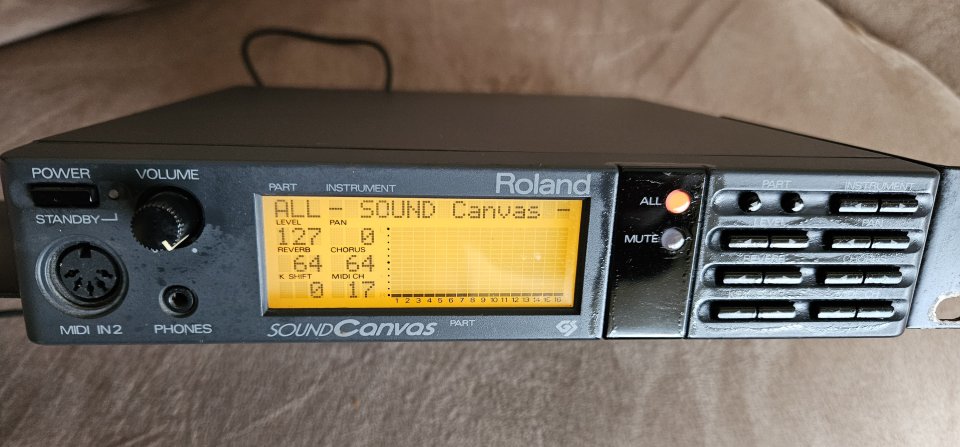 POWER
VOLUME
STANDBY
MIDI IN 2
PHONES
PART INSTRUMENT
Roland
ALL - SOUND Canvas -
LEVEL PAN
127 0
REVERB CHORUS
64 64
K SHIFT MIDI CH
0 17
1 2 3 4 5 6 7 8 9 10 11 12 13 14 15 16
SOUND Canvas
PART
GS
ALL
MUTE
PART INSTRUMENT
LEVEL
REVERB